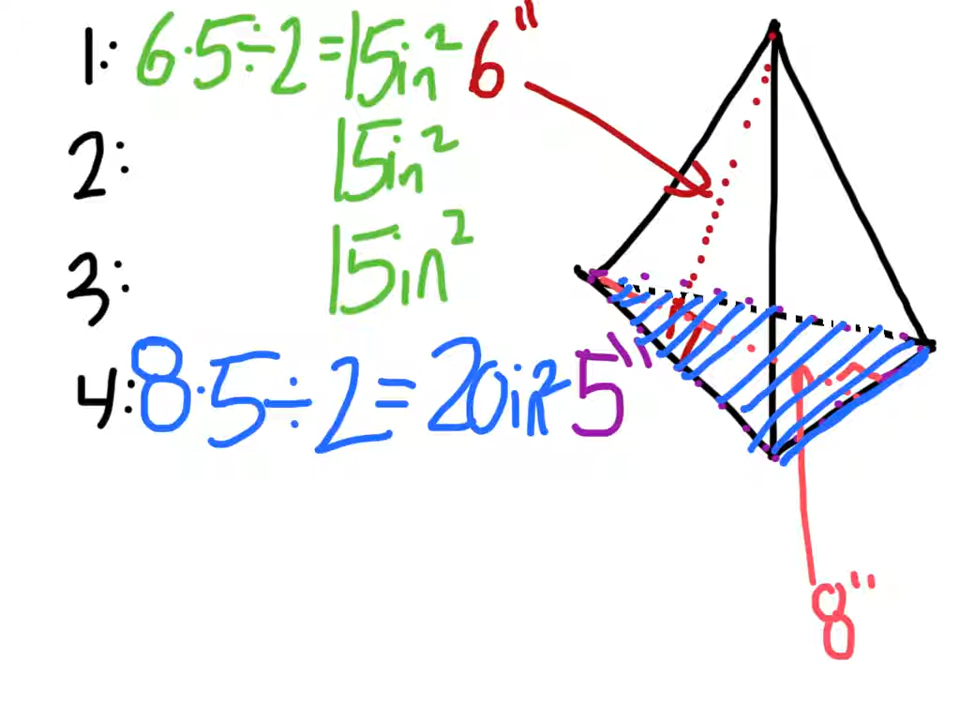 1: 6·5÷2=15in² 6"
2: 15in²
3: 15in²
4: 8·5÷2=20in² 5"
8"